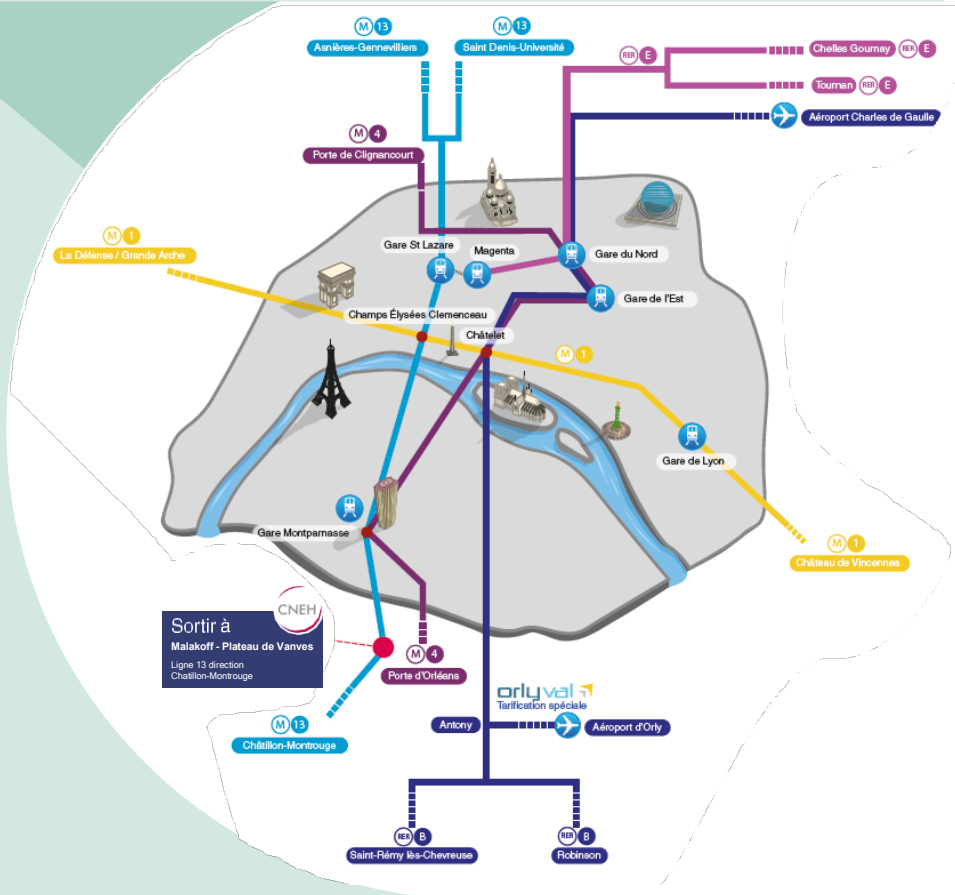 M 13
M 13
Asnières-Gennevilliers
Saint Denis-Université
RER E
Chelles Gournay RER E
Tournan RER E
Aéroport Charles de Gaulle
M 4
Porte de Clignancourt
M 1
La Défense / Grande Arche
Gare St Lazare
Magenta
Gare du Nord
Gare de l'Est
Champs Élysées Clemenceau
Châtelet
M 1
Gare de Lyon
Gare Montparnasse
M 1
Château de Vincennes
CNEH
Sortir à
Malakoff - Plateau de Vanves
Ligne 13 direction
Chatillon-Montrouge
M 4
Porte d'Orléans
orlyval
Tarification spéciale
M 13
Châtillon-Montrouge
Antony
Aéroport d'Orly
RER B
RER B
Saint-Rémy lès-Chevreuse
Robinson